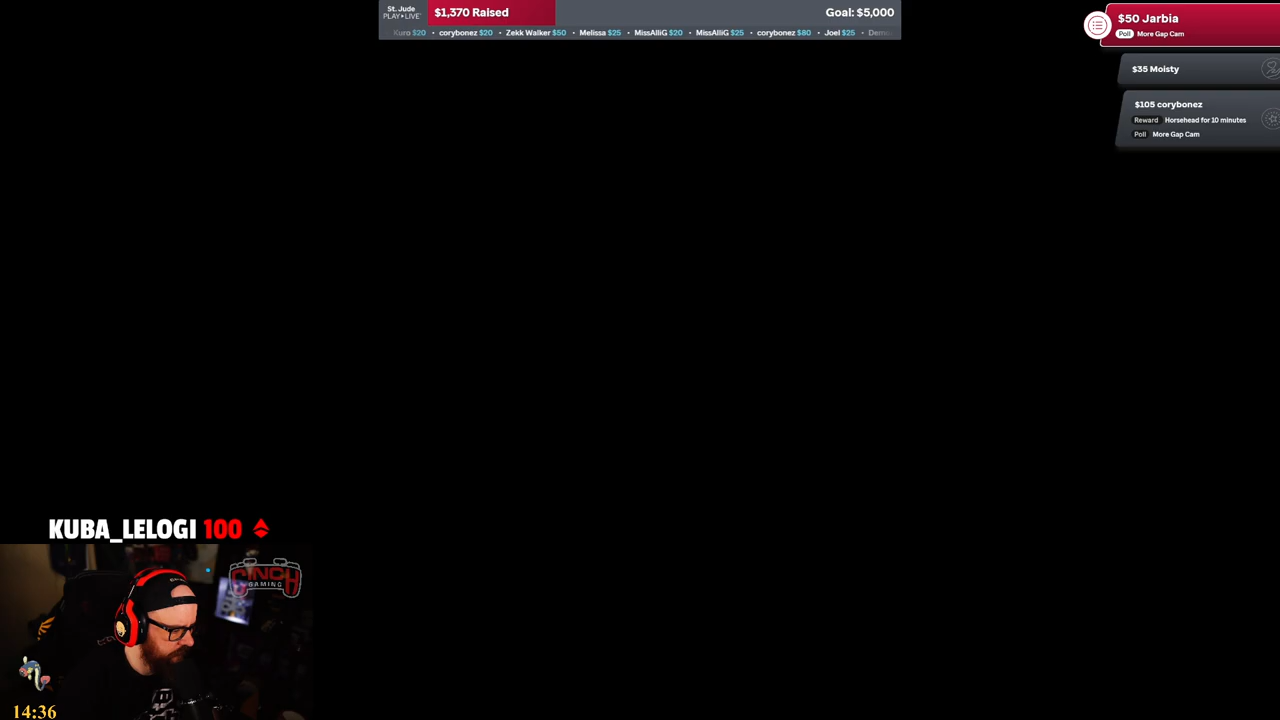 St. Jude
PLAY LIVE
$1,370 Raised
Goal: $5,000
Kuro $20 • corybonez $20 • Zekk Walker $50 • Melissa $25 • MissAlliG $20 • MissAlliG $25 • corybonez $80 • Joel $25 •
$50 Jarbia
Poll More Gap Cam
$35 Moisty
$105 corybonez
Reward Horsehead for 10 minutes
Poll More Gap Cam
KUBA_LELOGI 100
CINCH
GAMING
14:36